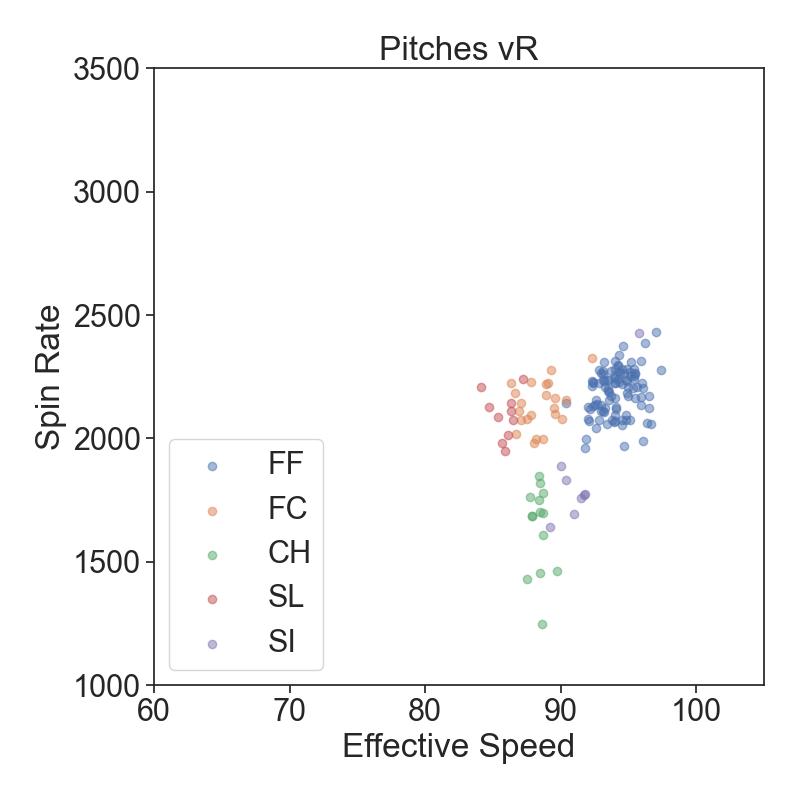 Pitches vR
3500
3000
2500
2000
1500
1000
Spin Rate
FF
FC
CH
SL
SI
60 70 80 90 100
Effective Speed